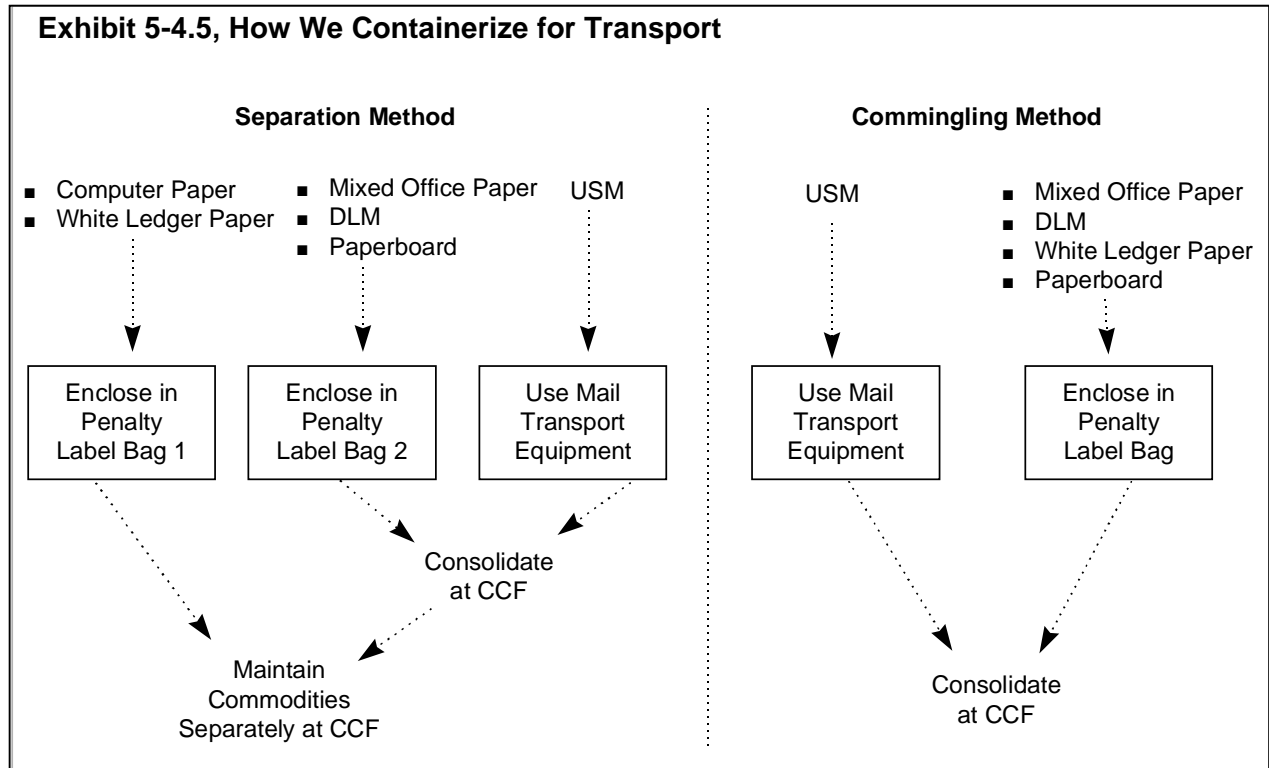 Exhibit 5-4.5, How We Containerize for Transport
Separation Method
■ Computer Paper
■ White Ledger Paper
■ Mixed Office Paper
■ DLM
■ Paperboard
USM
Enclose in
Penalty
Label Bag 1
Enclose in
Penalty
Label Bag 2
Use Mail
Transport
Equipment
Consolidate
at CCF
Maintain
Commodities
Separately at CCF
Commingling Method
USM
■ Mixed Office Paper
■ DLM
■ White Ledger Paper
■ Paperboard
Use Mail
Transport
Equipment
Enclose in
Penalty
Label Bag
Consolidate
at CCF